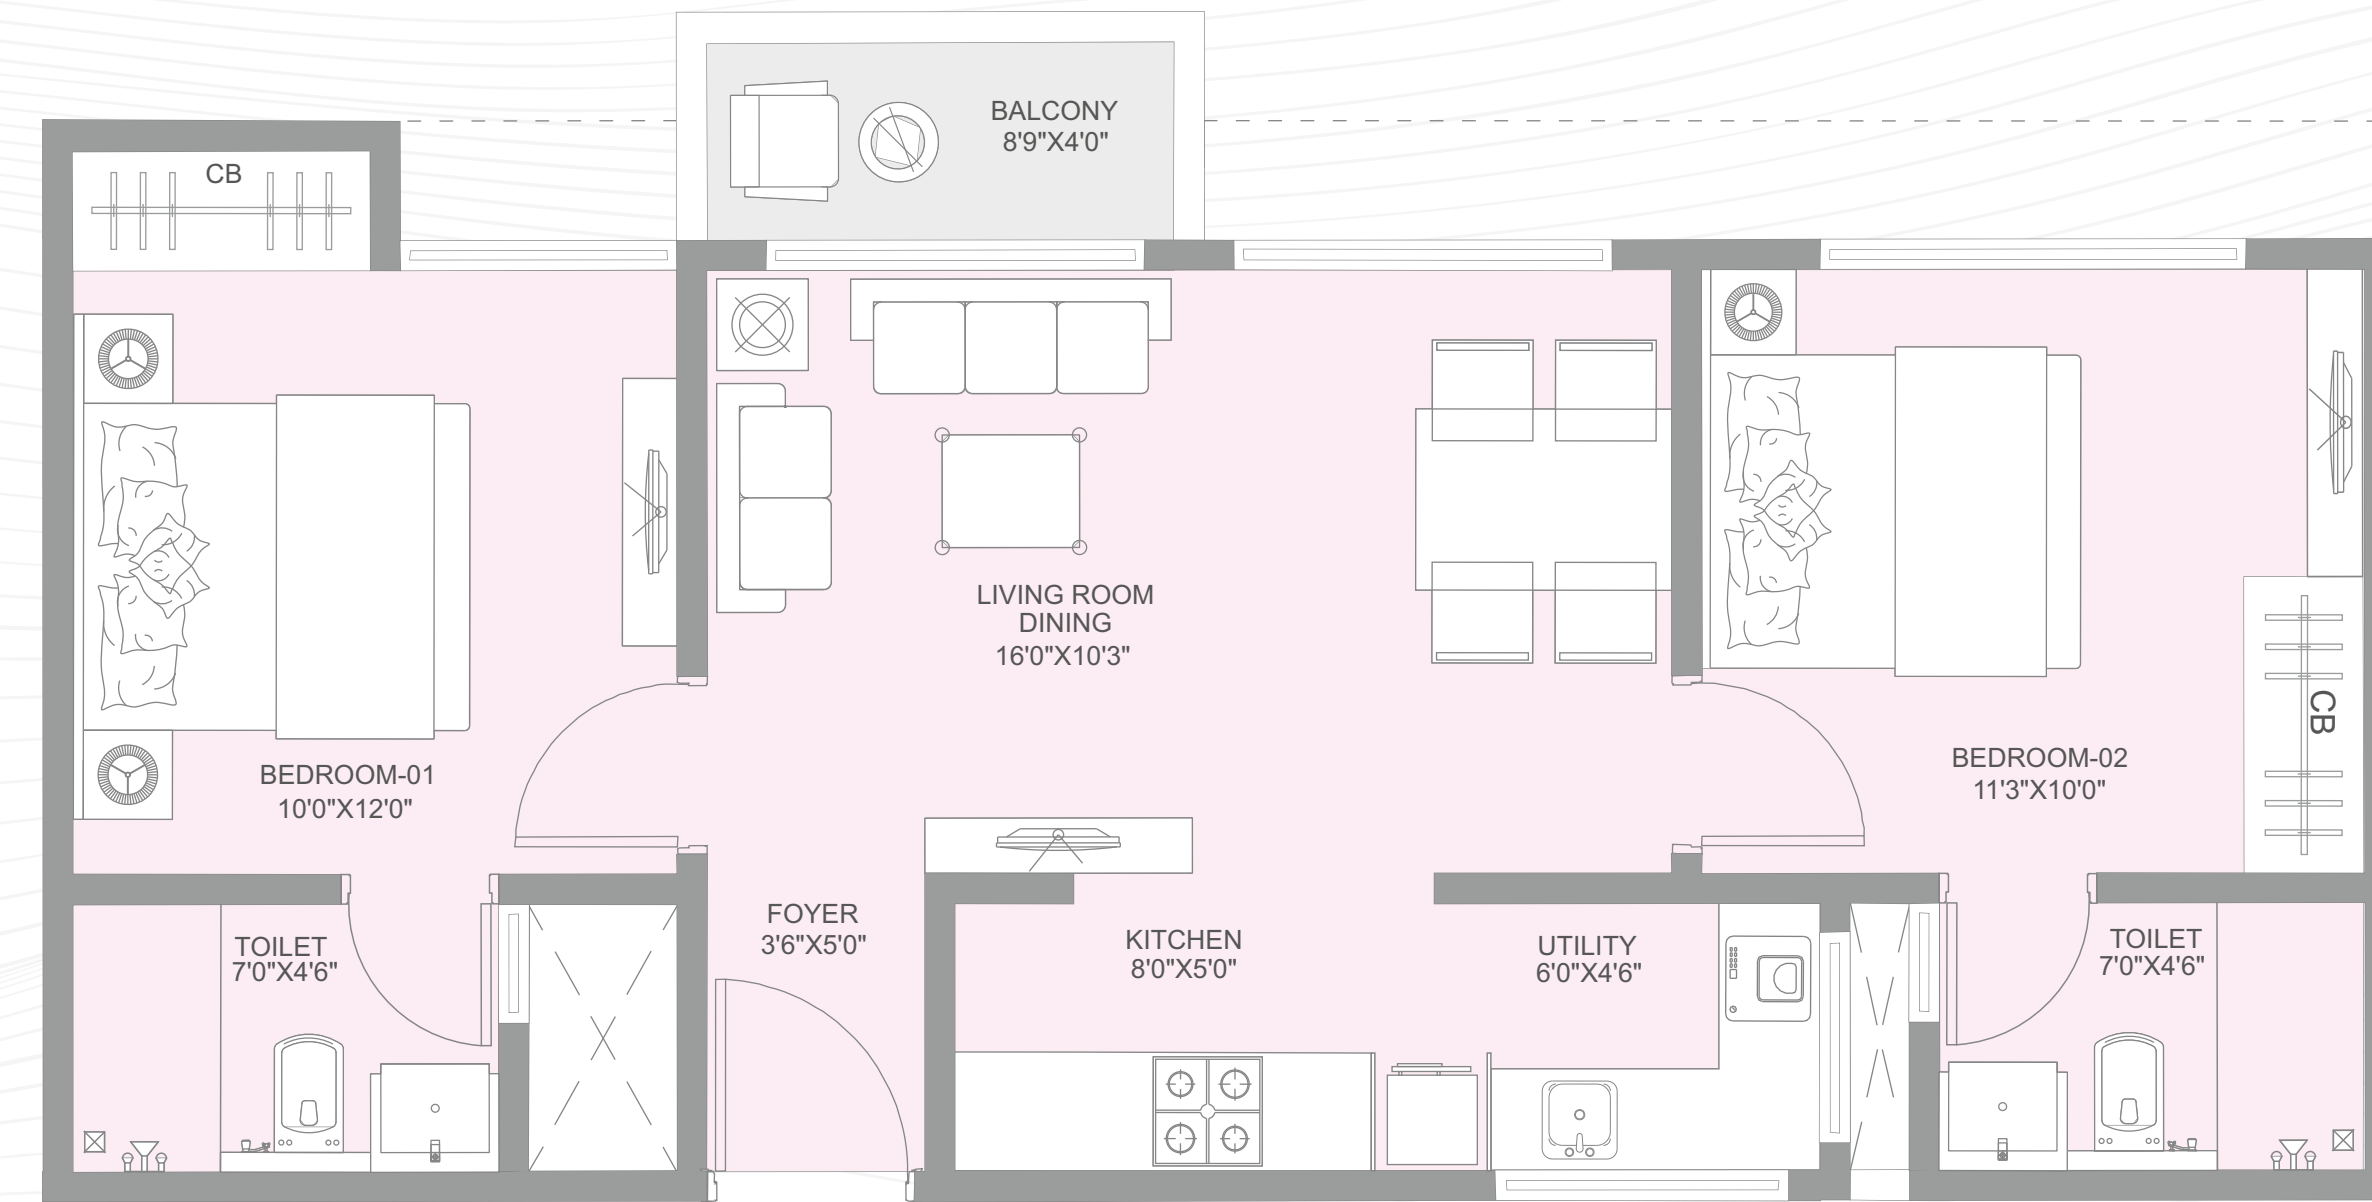 BALCONY
8'9"X4'0"
CB
LIVING ROOM
DINING
16'0"X10'3"
CB
BEDROOM-01
10'0"X12'0"
BEDROOM-02
11'3"X10'0"
FOYER
3'6"X5'0"
KITCHEN
8'0"X5'0"
UTILITY
6'0"X4'6"
TOILET
7'0"X4'6"
TOILET
7'0"X4'6"